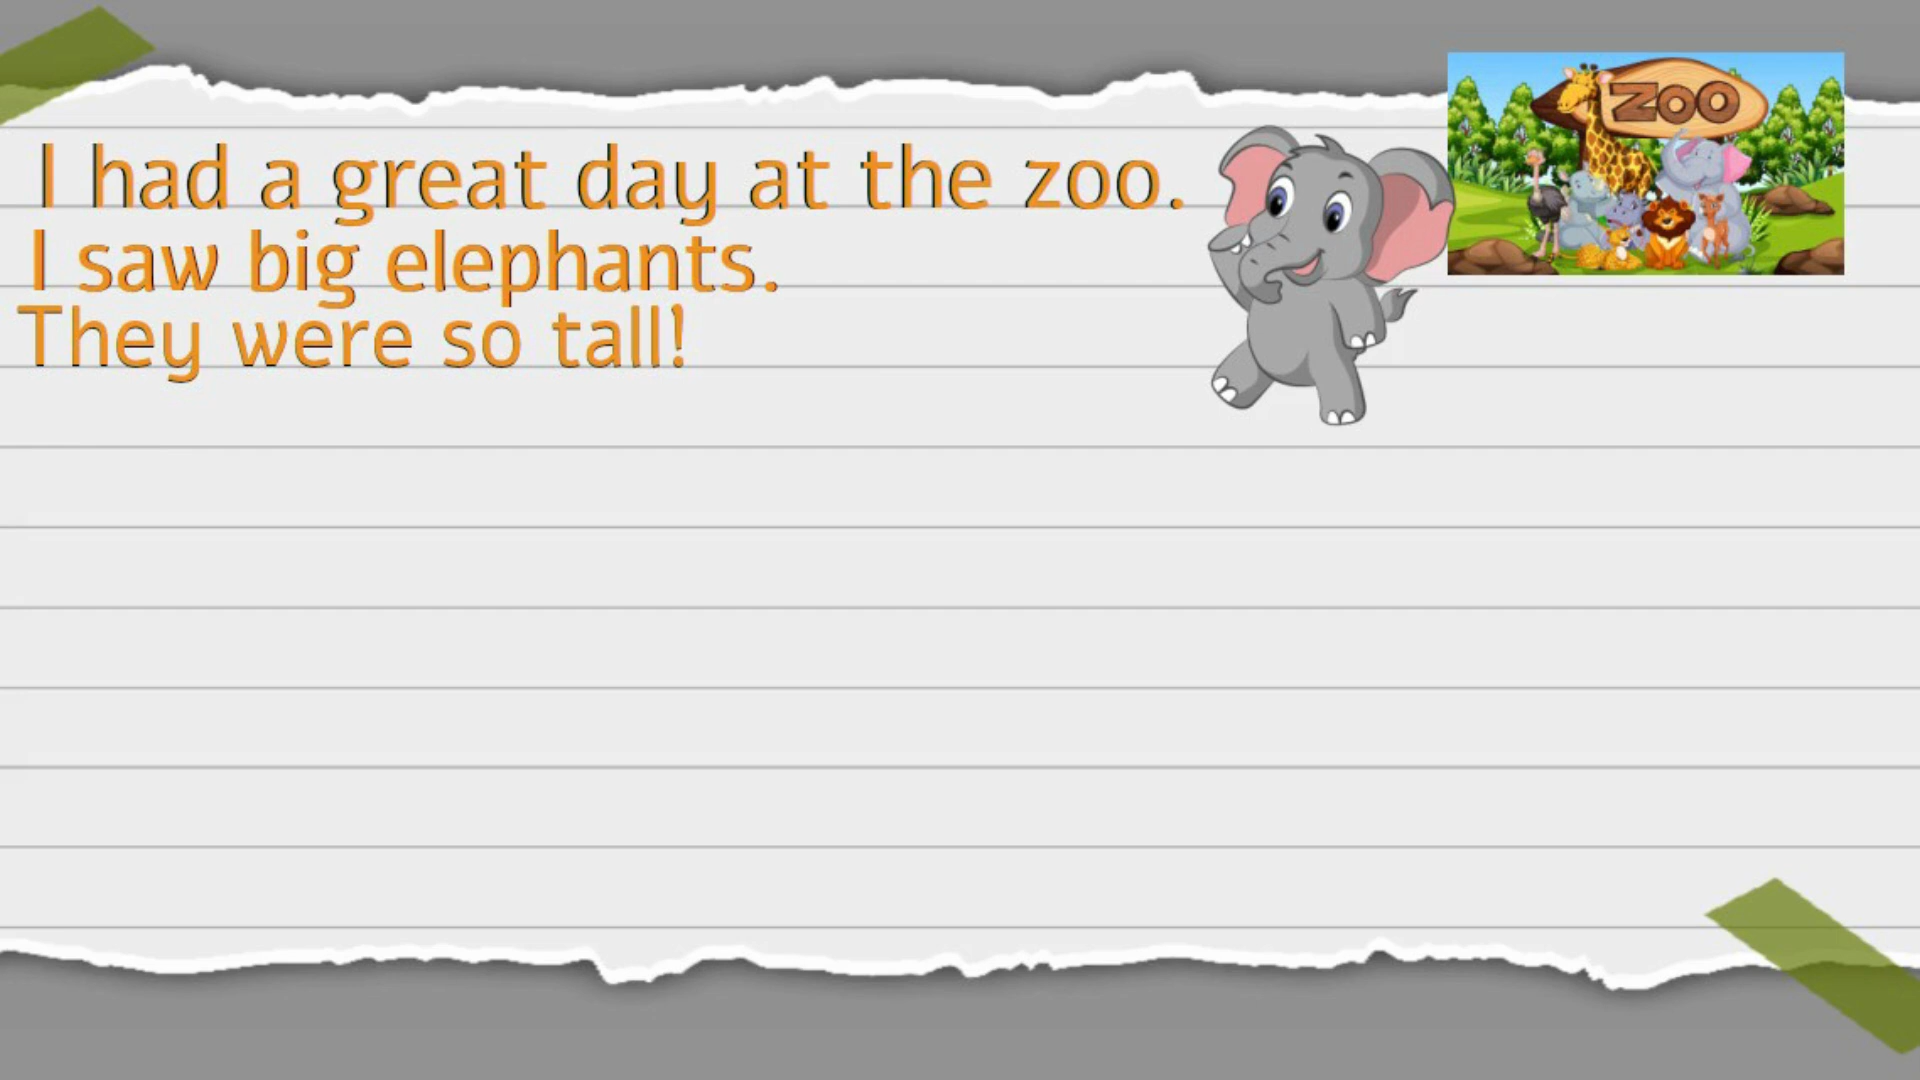 ZOO
I had a great day at the zoo.
I saw big elephants.
They were so tall!